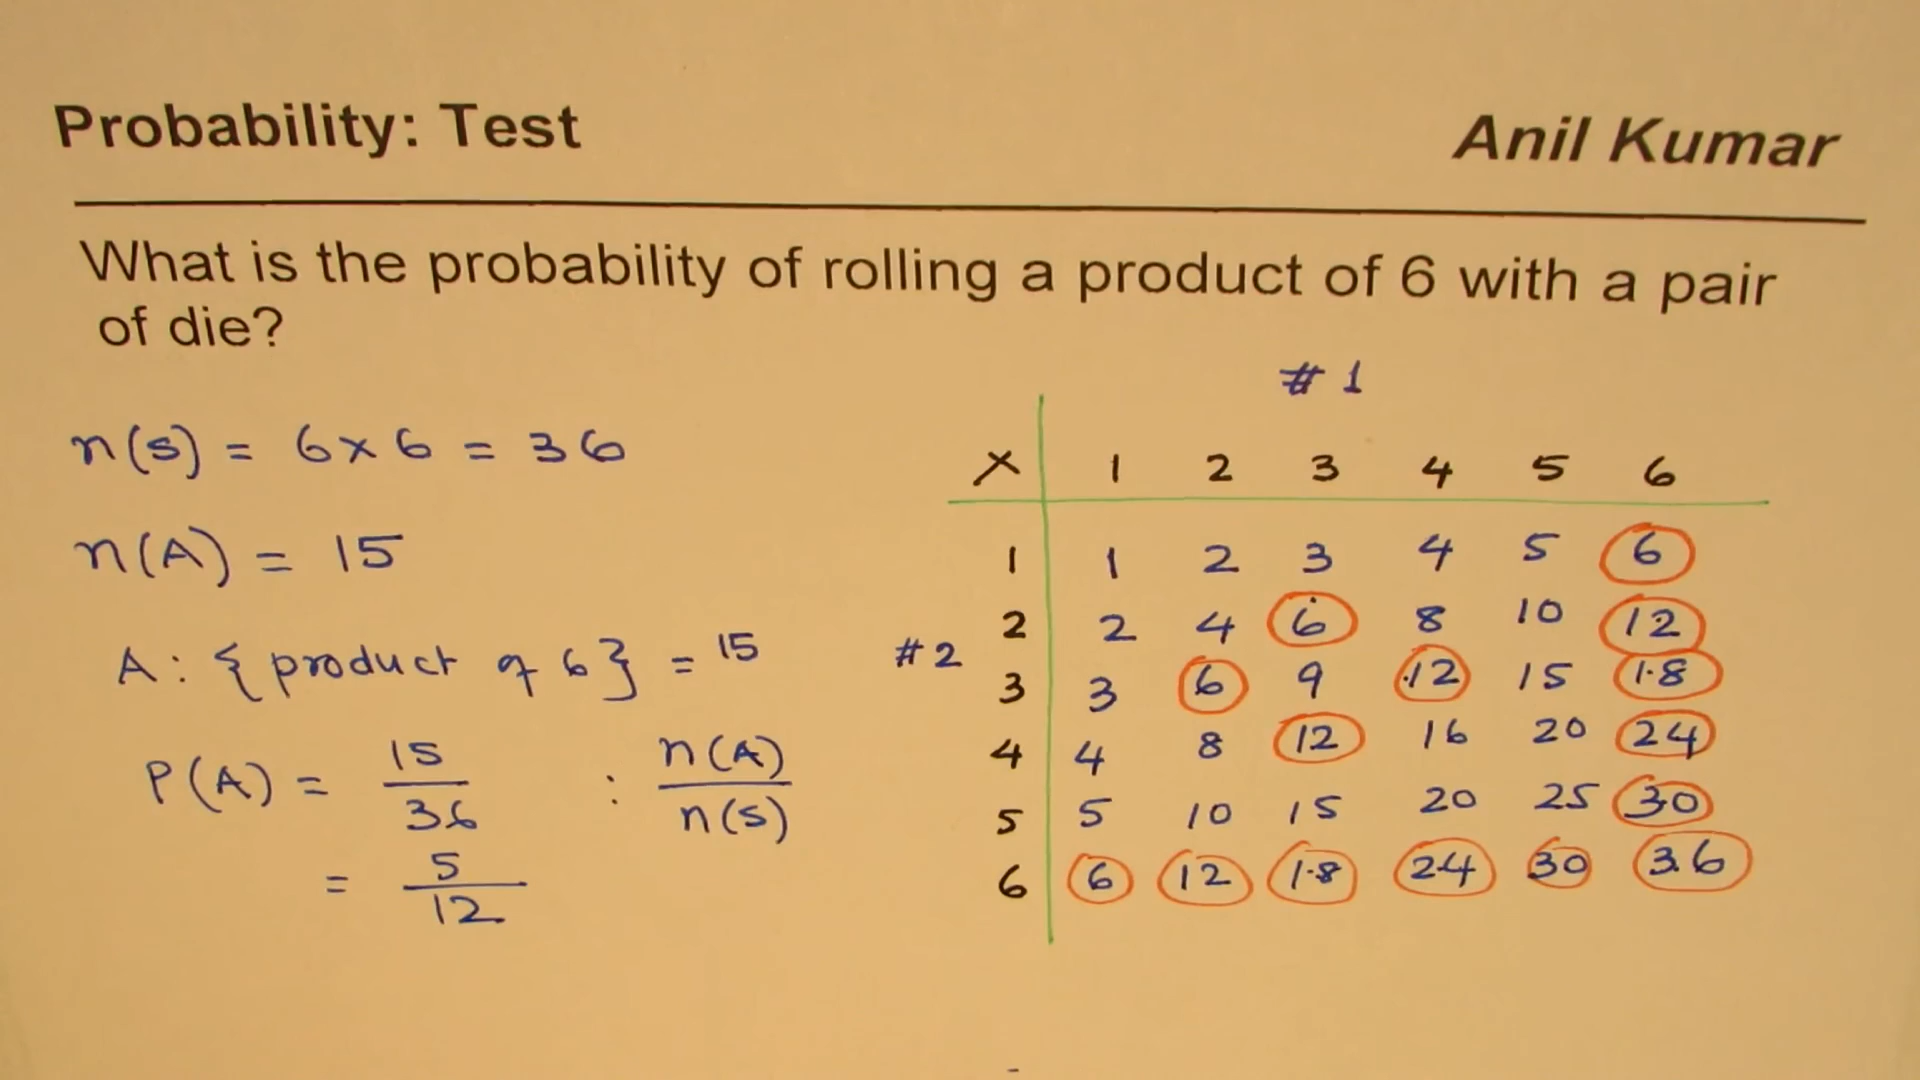 Probability: Test Anil Kumar
What is the probability of rolling a product of 6 with a pair
of die?
n(S) = 6 x 6 = 36
n(A) = 15
A : { product of 6 } = 15
P(A) = 15/36 : n(A)/n(S)
= 5/12
# 1
# 2
X 1 2 3 4 5 6
1 1 2 3 4 5 6
2 2 4 6 8 10 12
3 3 6 9 12 15 18
4 4 8 12 16 20 24
5 5 10 15 20 25 30
6 6 12 18 24 30 36